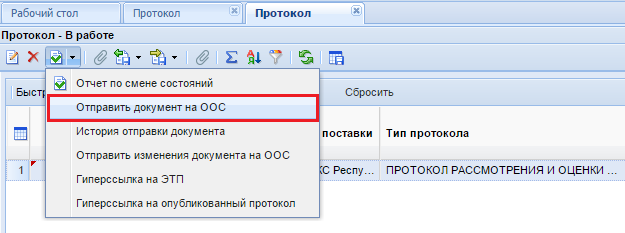 Рабочий стол Протокол Протокол
Протокол - В работе
Отчет по смене состояний
Быстр Сбросить
Отправить документ на ООС
История отправки документа
поставки Тип протокола
Отправить изменения документа на ООС
1 КС Респу... ПРОТОКОЛ РАССМОТРЕНИЯ И ОЦЕНКИ ...
Гиперссылка на ЭТП
Гиперссылка на опубликованный протокол